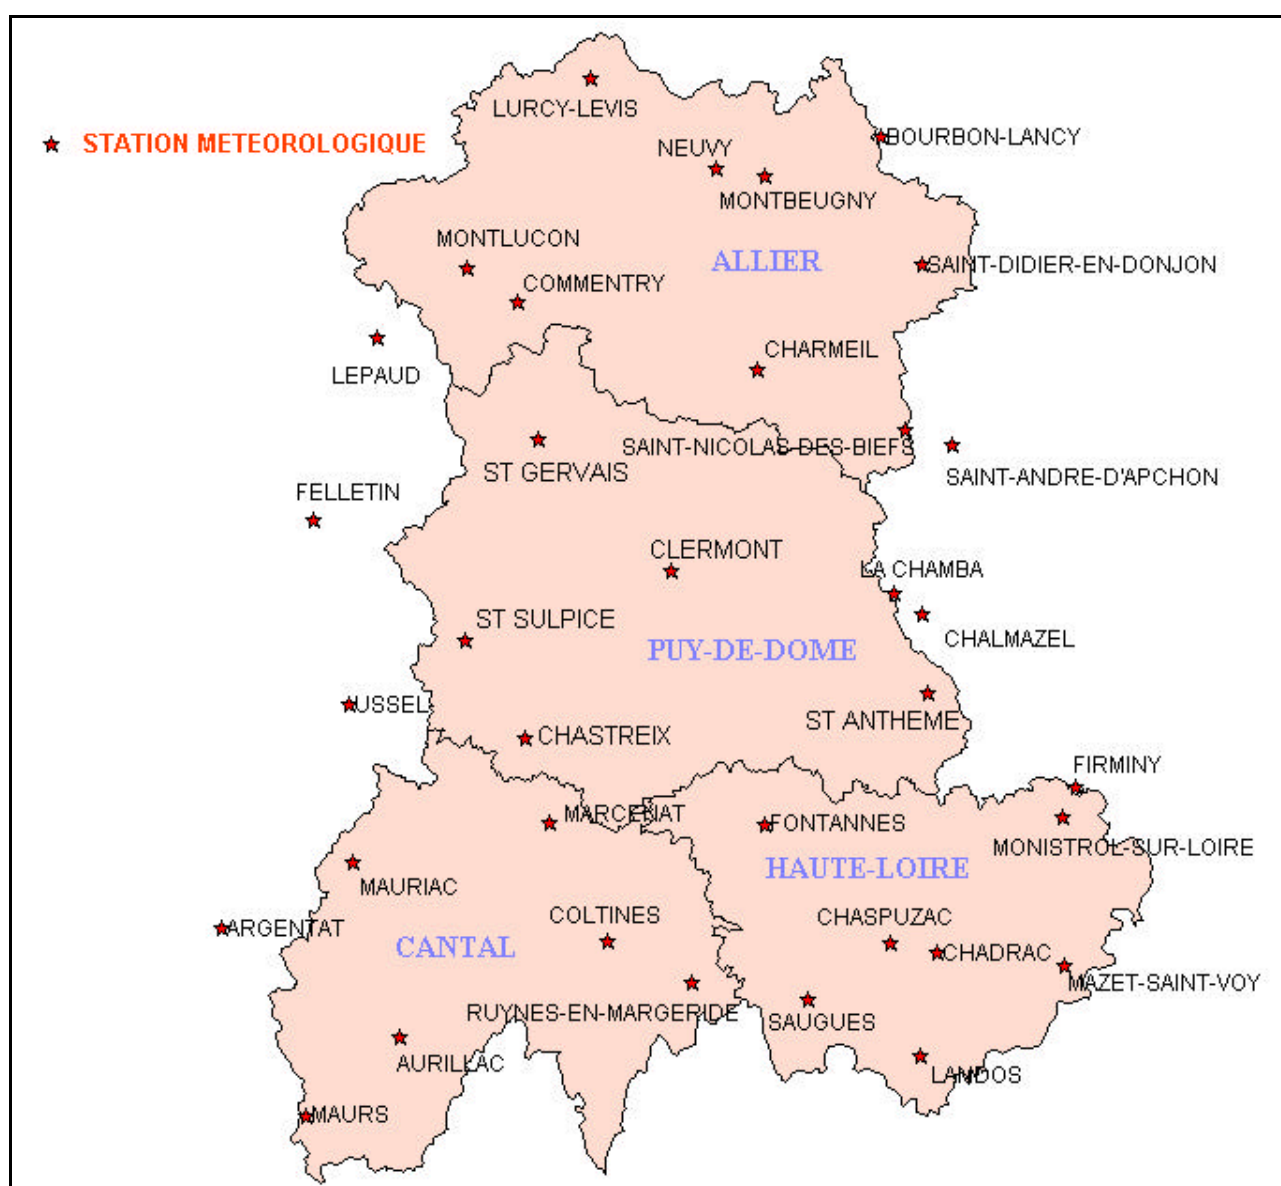 LURCY-LEVIS
STATION METEOROLOGIQUE
BOURBON-LANCY
NEUVY
MONTBEUGNY
MONTLUCON
ALLIER
SAINT-DIDIER-EN-DONJON
COMMENTRY
CHARMEIL
LEPAUD
SAINT-NICOLAS-DES-BIEFS
ST GERVAIS
SAINT-ANDRE-D'APCHON
FELLETIN
CLERMONT
LA CHAMBA
ST SULPICE
CHALMAZEL
PUY-DE-DOME
USSEL
ST ANTHEME
CHASTREIX
FIRMINY
MARCENAT
FONTANNES
MONISTROL-SUR-LOIRE
HAUTE-LOIRE
MAURIAC
COLTINES
CHASPUZAC
ARGENTAT
CANTAL
CHADRAC
MAZET-SAINT-VOY
RUYNES-EN-MARGERIDE
SAUGUES
AURILLAC
LANDOS
MAURS